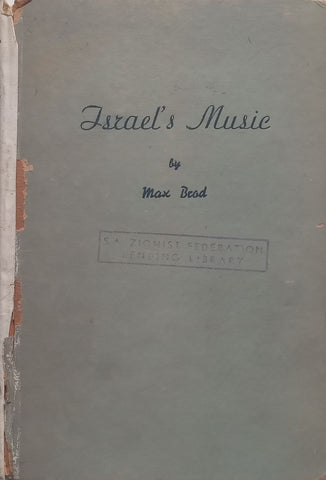 Israel's Music
by
Max Brod
S.A. ZIONIST FEDERATION
LENDING LIBRARY